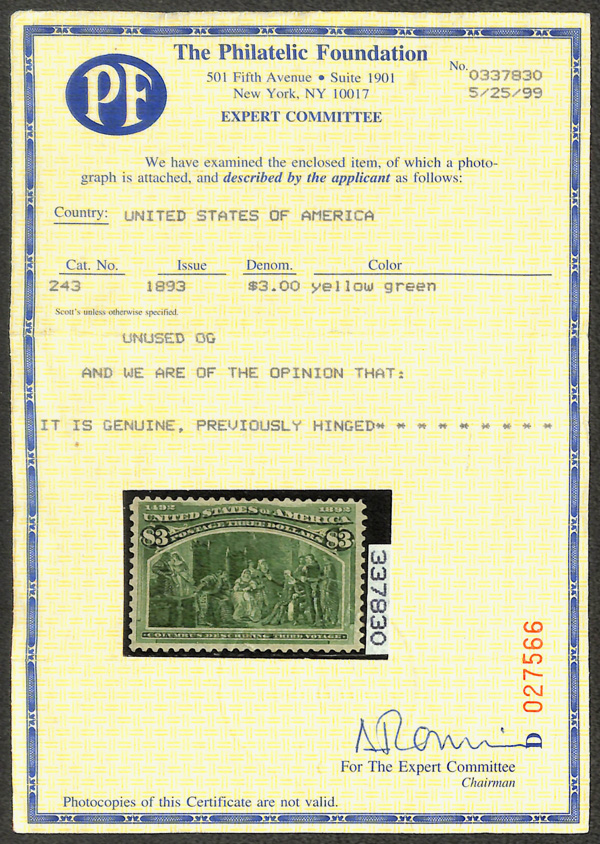 PF
The Philatelic Foundation
501 Fifth Avenue • Suite 1901
New York, NY 10017
EXPERT COMMITTEE
No. 0337830
5/25/99
We have examined the enclosed item, of which a photo-
graph is attached, and described by the applicant as follows:
Country: UNITED STATES OF AMERICA
Cat. No. Issue Denom. Color
243 1893 $3.00 yellow green
Scott's unless otherwise specified.
UNUSED OG
AND WE ARE OF THE OPINION THAT:
IT IS GENUINE, PREVIOUSLY HINGED* * * * * * * * *
1492 1892
UNITED STATES OF AMERICA
POSTAGE THREE DOLLARS
$3 $3
COLUMBUS DESCRIBING THIRD VOYAGE
337830
D 027566
For The Expert Committee
Chairman
Photocopies of this Certificate are not valid.